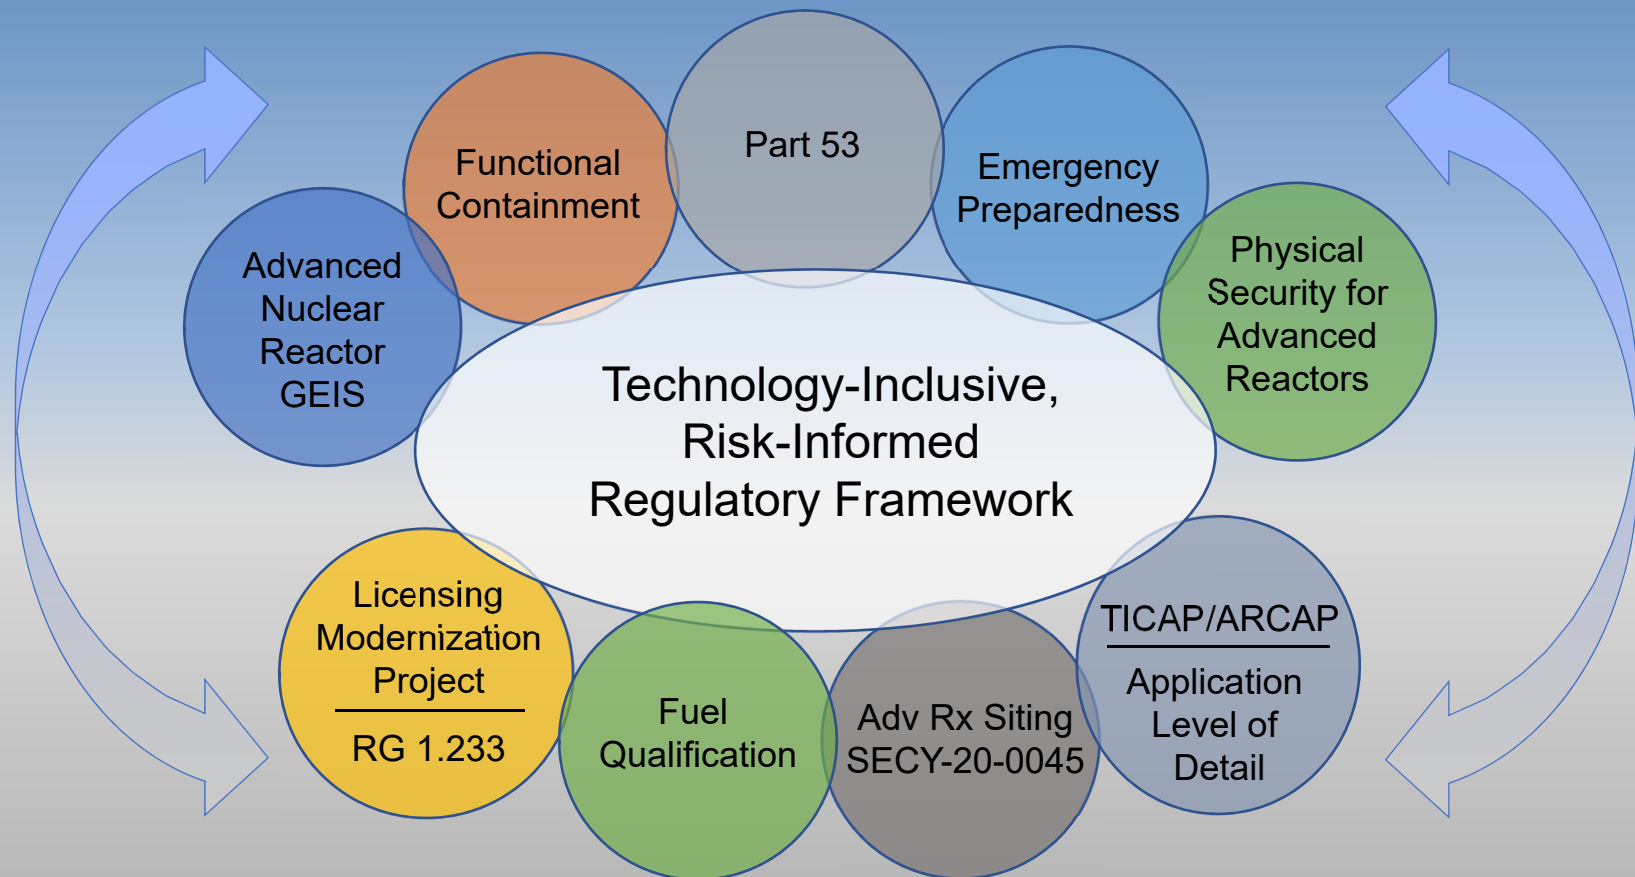 Part 53
Functional
Containment
Emergency
Preparedness
Advanced
Nuclear
Reactor
GEIS
Physical
Security for
Advanced
Reactors
Technology-Inclusive,
Risk-Informed
Regulatory Framework
Licensing
Modernization
Project
RG 1.233
Fuel
Qualification
Adv Rx Siting
SECY-20-0045
TICAP/ARCAP
Application
Level of
Detail